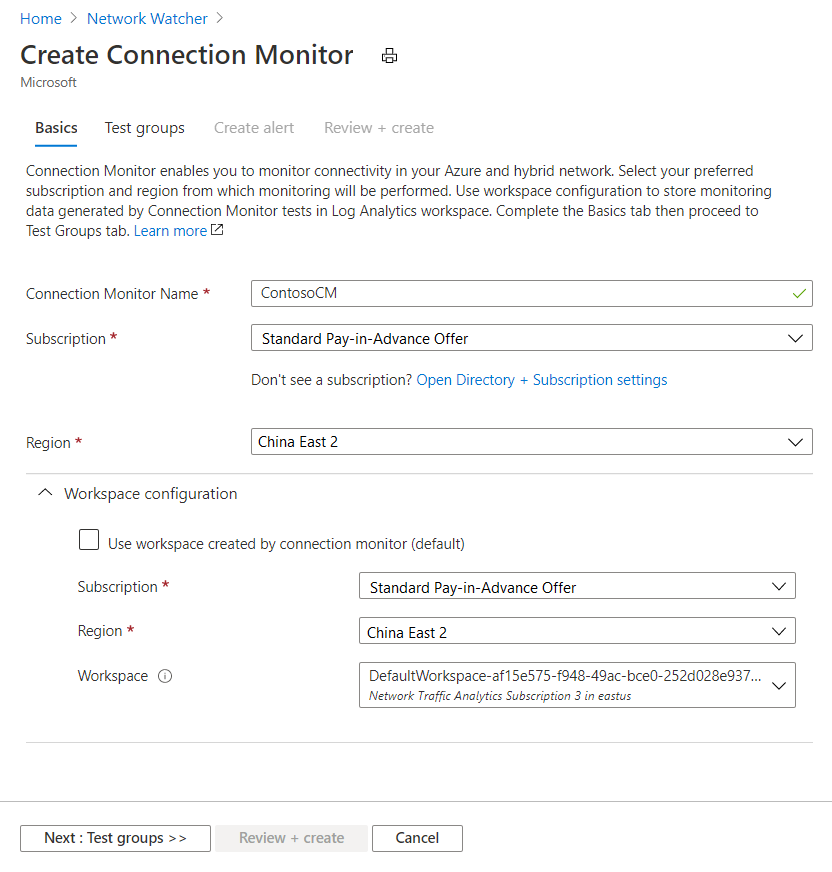 Home > Network Watcher >
Create Connection Monitor
Microsoft
Basics Test groups Create alert Review + create
Connection Monitor enables you to monitor connectivity in your Azure and hybrid network. Select your preferred
subscription and region from which monitoring will be performed. Use workspace configuration to store monitoring
data generated by Connection Monitor tests in Log Analytics workspace. Complete the Basics tab then proceed to
Test Groups tab. Learn more
Connection Monitor Name * ContosoCM
Subscription * Standard Pay-in-Advance Offer
Don't see a subscription? Open Directory + Subscription settings
Region * China East 2
Workspace configuration
Use workspace created by connection monitor (default)
Subscription * Standard Pay-in-Advance Offer
Region * China East 2
Workspace DefaultWorkspace-af15e575-f948-49ac-bce0-252d028e937...
Network Traffic Analytics Subscription 3 in eastus
Next : Test groups >> Review + create Cancel